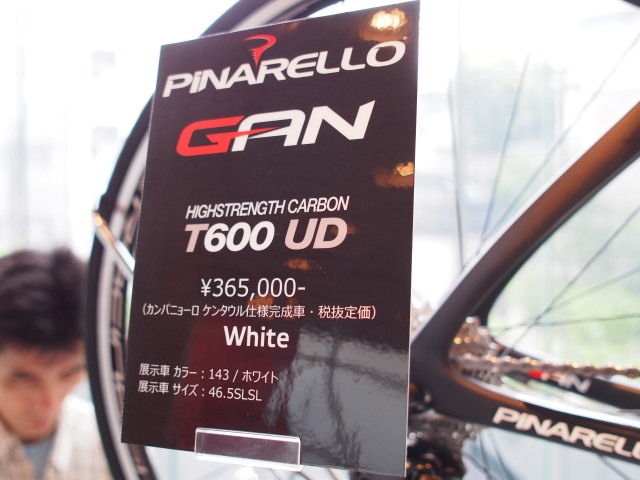 PINARELLO
GAN
HIGHSTRENGTH CARBON
T600 UD
¥365,000-
(カンパニョーロ ケンタウル仕様完成車・税抜定価)
White
展示車 カラー : 143 / ホワイト
展示車 サイズ : 46.5SLSL
GAN
PINARELLO